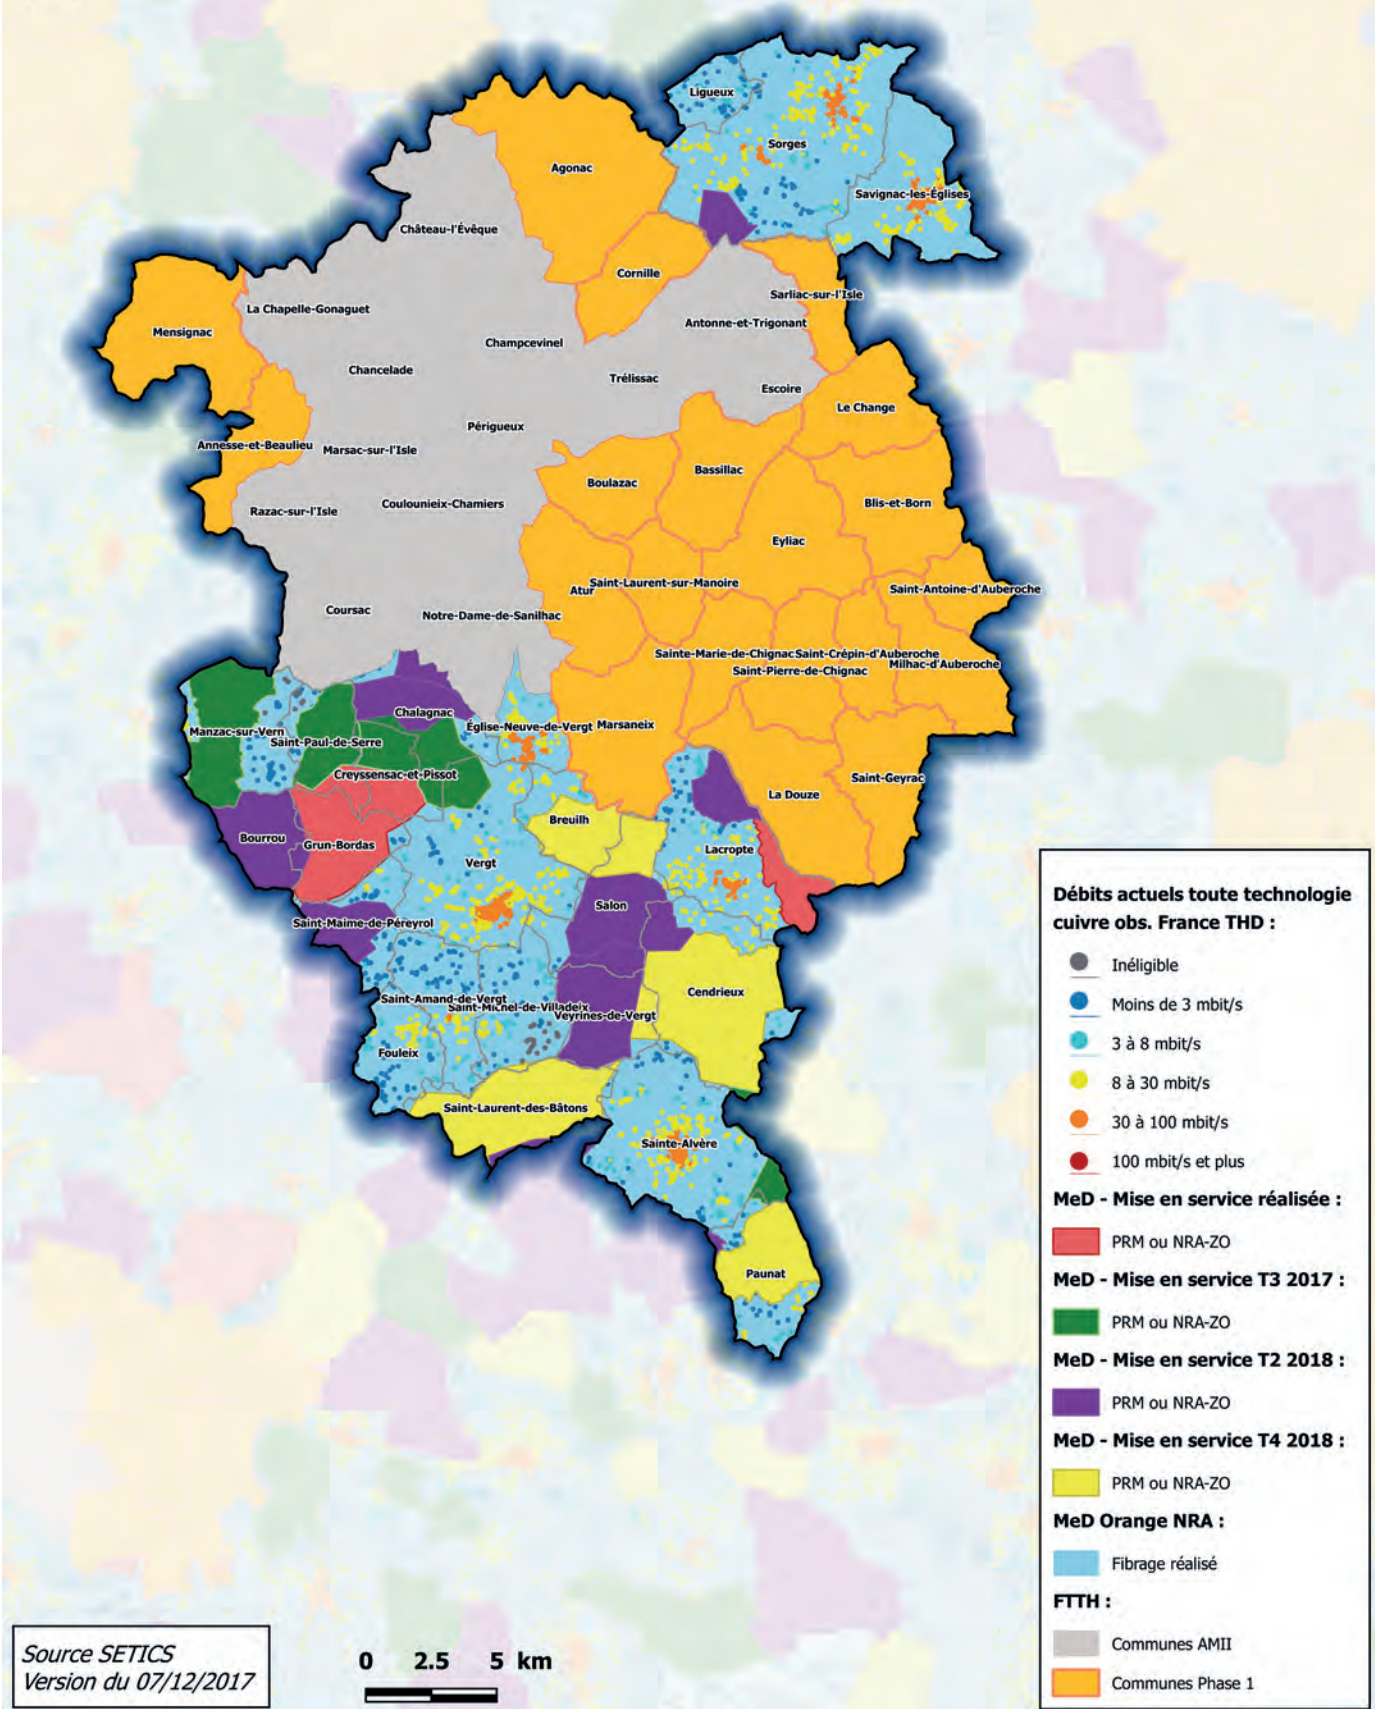 Ligueux
Sorges
Agonac
Savignac-les-Églises
Château-l'Évêque
Cornille
Sarliac-sur-l'Isle
La Chapelle-Gonaguet
Antonne-et-Trigonant
Mensignac
Champcevinel
Chancelade
Trélissac
Escoire
Le Change
Périgueux
Annesse-et-Beaulieu
Marsac-sur-l'Isle
Bassillac
Boulazac
Blis-et-Born
Coulounieix-Chamiers
Razac-sur-l'Isle
Eyliac
Saint-Laurent-sur-Manoire
Atur
Saint-Antoine-d'Auberoche
Coursac
Notre-Dame-de-Sanilhac
Sainte-Marie-de-Chignac
Saint-Crépin-d'Auberoche
Milhac-d'Auberoche
Saint-Pierre-de-Chignac
Chalagnac
Église-Neuve-de-Vergt
Marsaneix
Manzac-sur-Vern
Saint-Paul-de-Serre
Creyssensac-et-Pissot
Saint-Geyrac
La Douze
Breuilh
Bourrou
Grun-Bordas
Lacropte
Vergt
Salon
Saint-Maime-de-Péreyrol
Cendrieux
Saint-Amand-de-Vergt
Saint-Michel-de-Villadeix
Veyrines-de-Vergt
Fouleix
Saint-Laurent-des-Bâtons
Sainte-Alvère
Paunat
Débits actuels toute technologie
cuivre obs. France THD :
Inéligible
Moins de 3 mbit/s
3 à 8 mbit/s
8 à 30 mbit/s
30 à 100 mbit/s
100 mbit/s et plus
MeD - Mise en service réalisée :
PRM ou NRA-ZO
MeD - Mise en service T3 2017 :
PRM ou NRA-ZO
MeD - Mise en service T2 2018 :
PRM ou NRA-ZO
MeD - Mise en service T4 2018 :
PRM ou NRA-ZO
MeD Orange NRA :
Fibrage réalisé
FTTH :
Communes AMII
Communes Phase 1
Source SETICS
Version du 07/12/2017
0 2.5 5 km